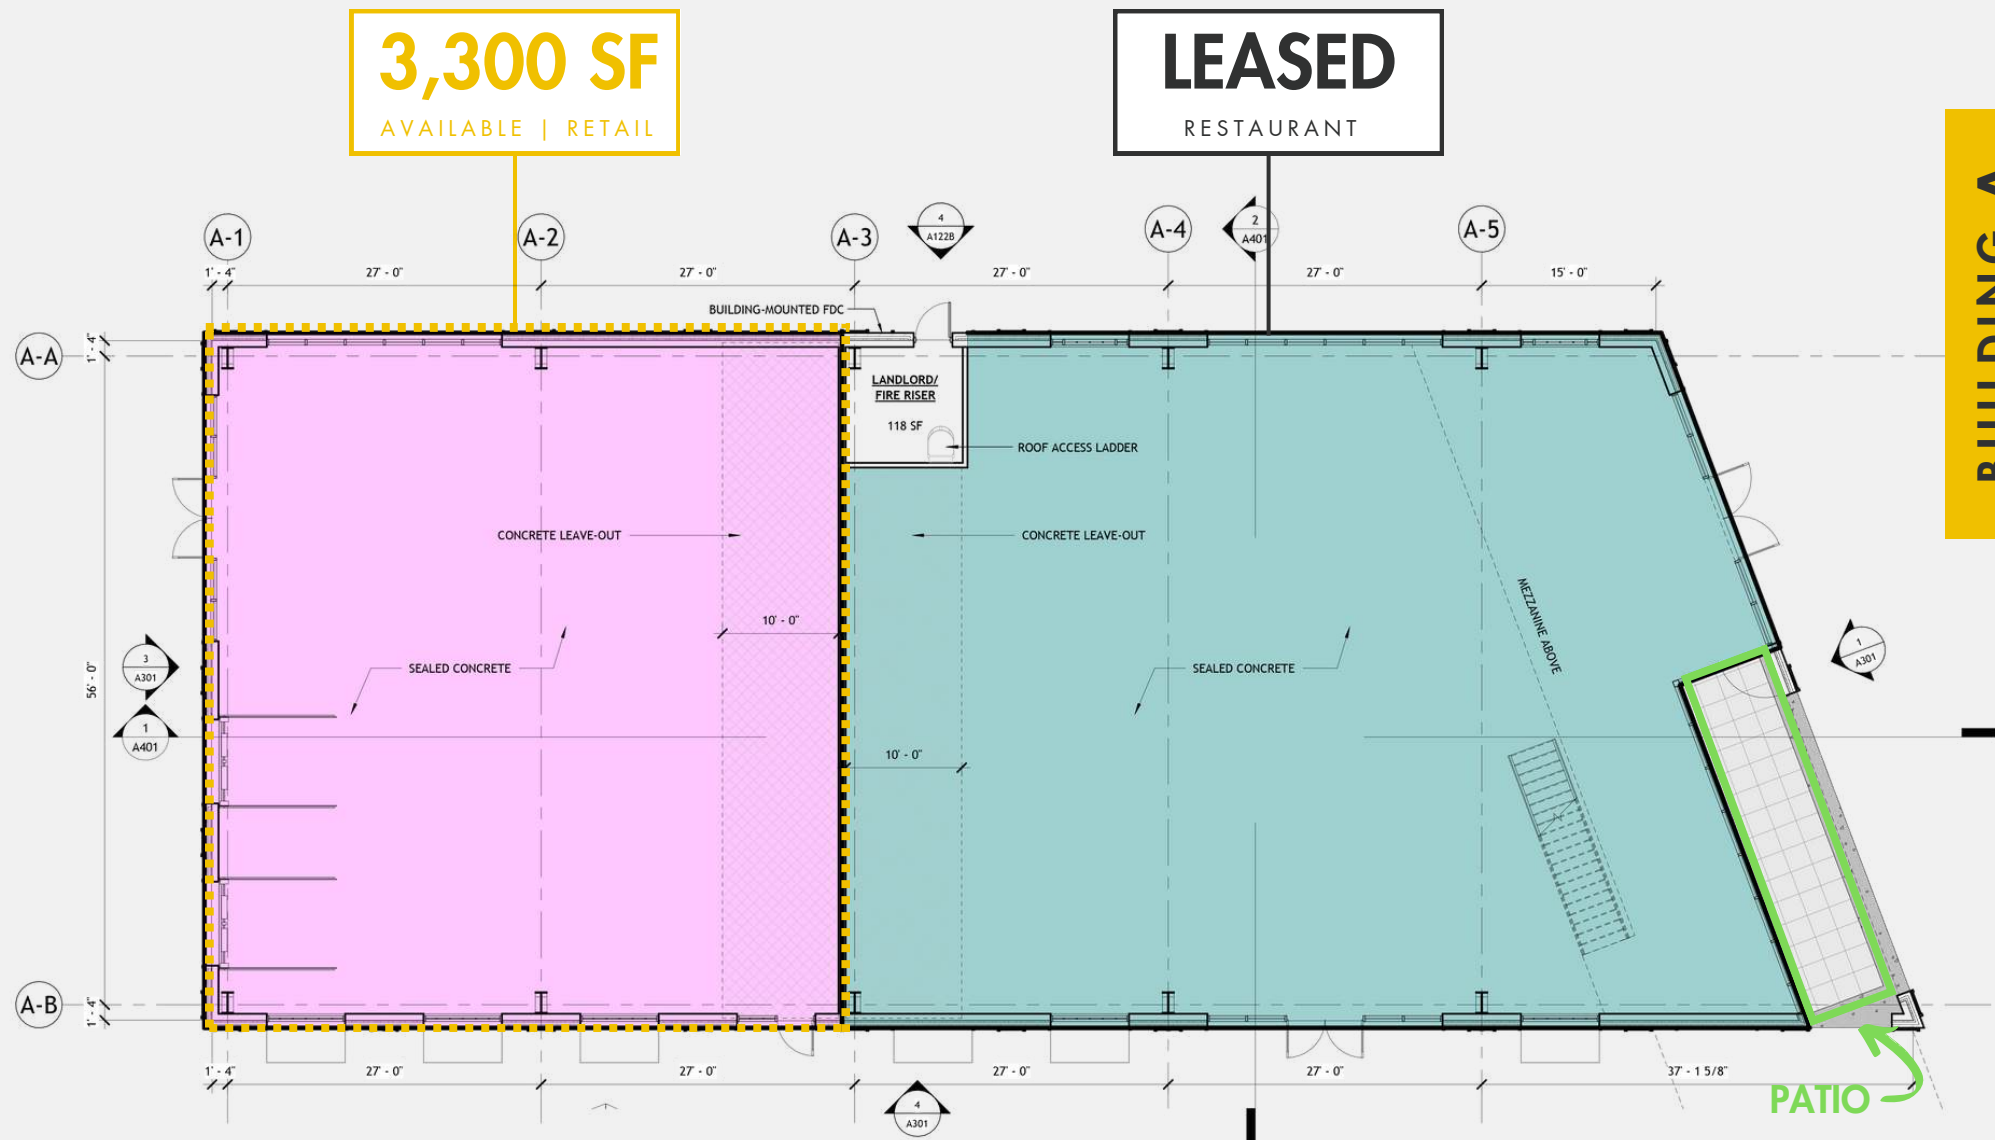 3,300 SF
AVAILABLE | RETAIL
LEASED
RESTAURANT
BUILDING A
A-1
A-2
A-3
4
A122B
A-4
2
A401
A-5
1' - 4"
27' - 0"
27' - 0"
27' - 0"
27' - 0"
15' - 0"
BUILDING-MOUNTED FDC
A-A
1' - 4"
LANDLORD/
FIRE RISER
118 SF
ROOF ACCESS LADDER
CONCRETE LEAVE-OUT
CONCRETE LEAVE-OUT
10' - 0"
MEZZANINE ABOVE
3
A301
56' - 0"
SEALED CONCRETE
SEALED CONCRETE
1
A301
1
A401
10' - 0"
A-B
1' - 4"
1' - 4"
27' - 0"
27' - 0"
27' - 0"
27' - 0"
37' - 1 5/8"
4
A301
PATIO